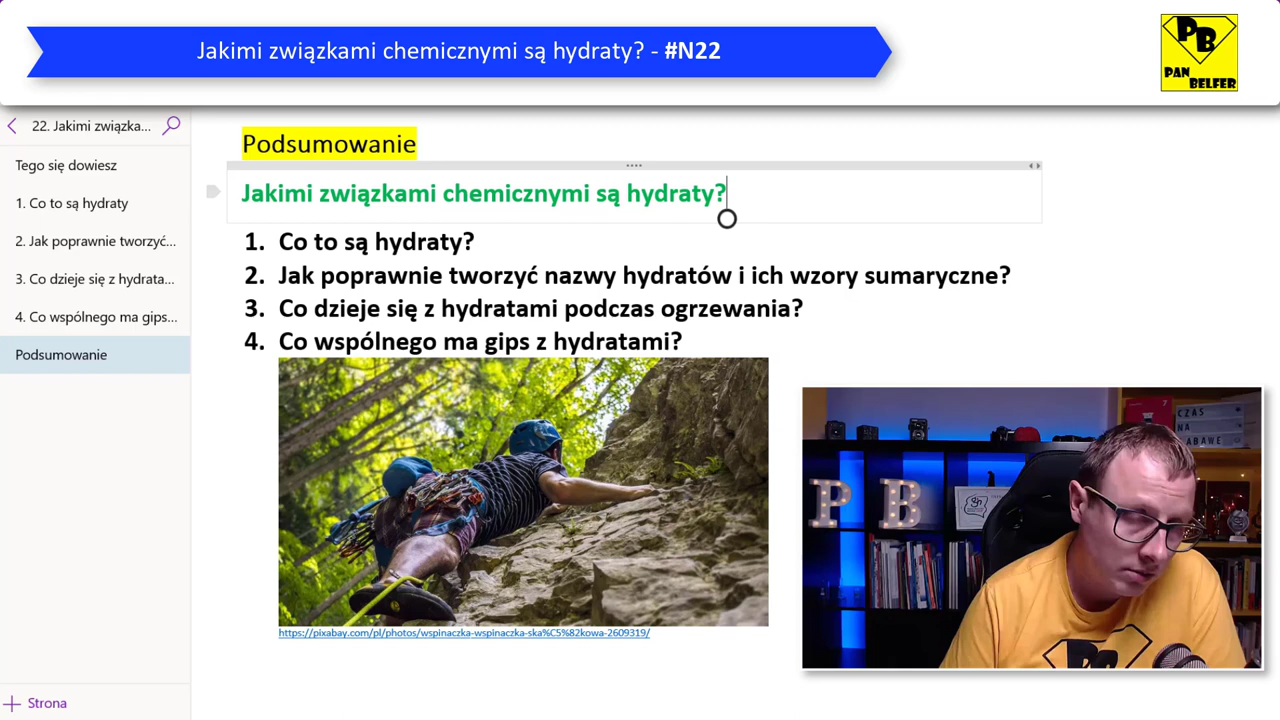 Jakimi związkami chemicznymi są hydraty? - #N22
PB
PAN
BELFER
22. Jakimi związka...
Tego się dowiesz
1. Co to są hydraty
2. Jak poprawnie tworzyć...
3. Co dzieje się z hydrata...
4. Co wspólnego ma gips...
Podsumowanie
Strona
Podsumowanie
Jakimi związkami chemicznymi są hydraty?
1. Co to są hydraty?
2. Jak poprawnie tworzyć nazwy hydratów i ich wzory sumaryczne?
3. Co dzieje się z hydratami podczas ogrzewania?
4. Co wspólnego ma gips z hydratami?
https://pixabay.com/pl/photos/wspinaczka-wspinaczka-ska%C5%82kowa-2609319/
CZAS
NA
ZABAWE
P B